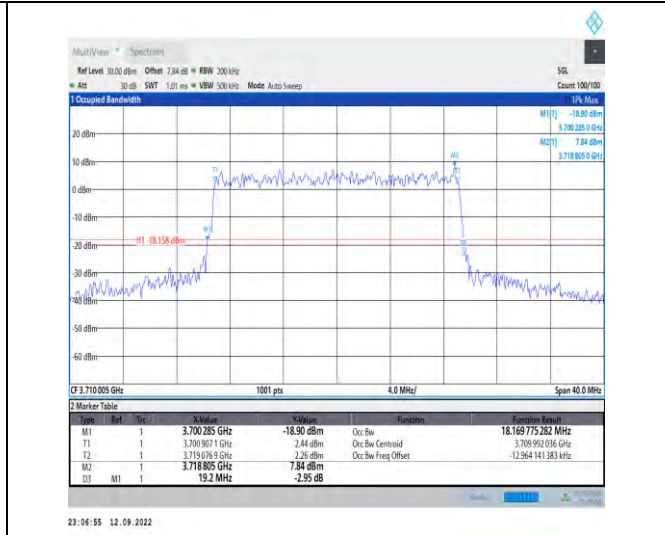 MultiView Spectrum
Ref Level 30.00 dBm Offset 7.84 dB RBW 200 kHz SGL
Att 30 dB SWT 1.01 ms VBW 500 kHz Mode Auto Sweep Count 100/100
1 Occupied Bandwidth 1Pk Max
M1[1] -18.90 dBm
3.700 285 0 GHz
M2[1] 7.84 dBm
3.718 805 0 GHz
20 dBm
M2
10 dBm
T1
0 dBm
-10 dBm
M1
H1 -18.158 dBm
-20 dBm
-30 dBm
-40 dBm
-50 dBm
-60 dBm
CF 3.710 005 GHz 1001 pts 4.0 MHz/ Span 40.0 MHz
2 Marker Table
Type Ref Trc X-Value Y-Value Function Function Result
M1 1 3.700 285 GHz -18.90 dBm Occ Bw 18.169 775 282 MHz
T1 1 3.700 907 1 GHz 2.44 dBm Occ Bw Centroid 3.709 992 036 GHz
T2 1 3.719 076 9 GHz 2.26 dBm Occ Bw Freq Offset -12.964 141 383 kHz
M2 1 3.718 805 GHz 7.84 dBm
D3 M1 1 19.2 MHz -2.95 dB
Ready
23:06:55 12.09.2022